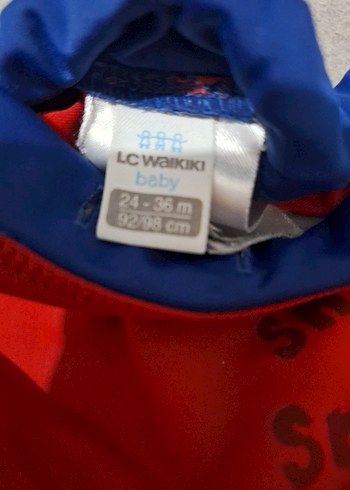 LC WAIKIKI
baby
24 - 36 m
92/98 cm